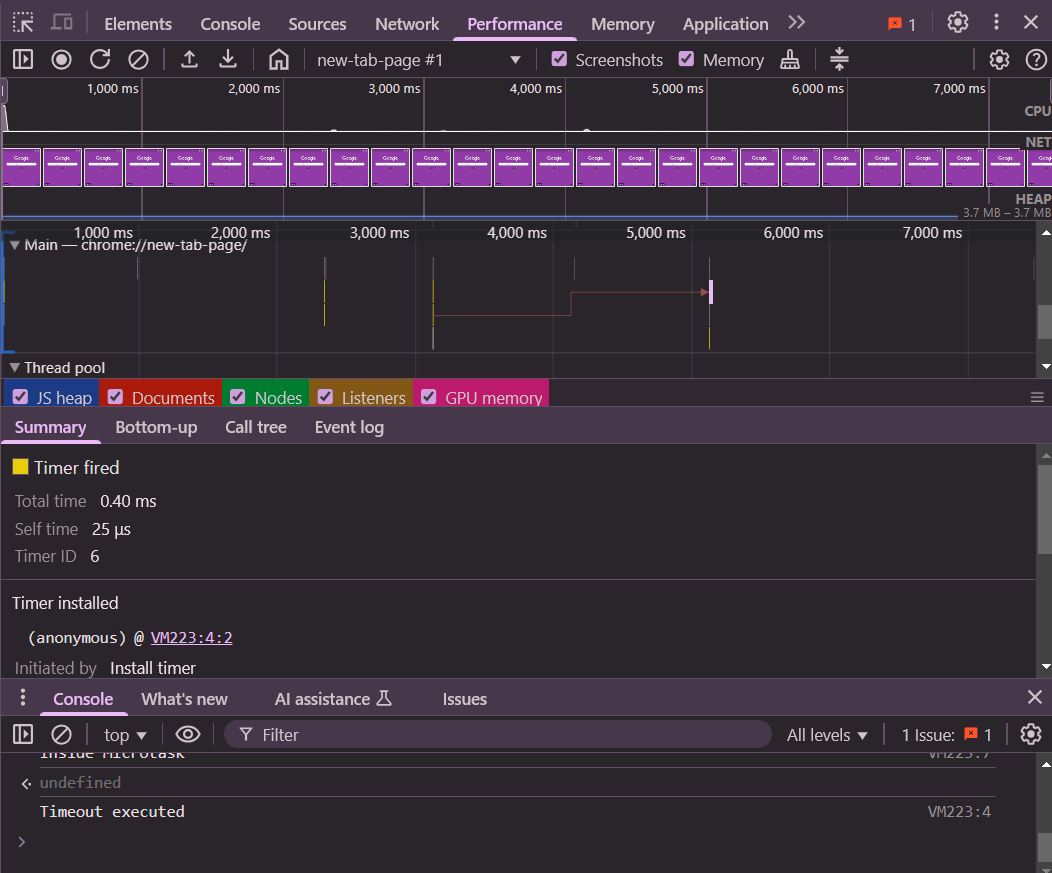 Elements Console Sources Network Performance Memory Application 1
new-tab-page #1 Screenshots Memory
1,000 ms 2,000 ms 3,000 ms 4,000 ms 5,000 ms 6,000 ms 7,000 ms
CPU
NET
HEAP
3.7 MB – 3.7 MB
1,000 ms 2,000 ms 3,000 ms 4,000 ms 5,000 ms 6,000 ms 7,000 ms
Main — chrome://new-tab-page/
Thread pool
JS heap Documents Nodes Listeners GPU memory
Summary Bottom-up Call tree Event log
Timer fired
Total time 0.40 ms
Self time 25 μs
Timer ID 6
Timer installed
(anonymous) @ VM223:4:2
Initiated by Install timer
Console What's new AI assistance Issues
top Filter All levels 1 Issue: 1
Inside Microtask VM223:7
undefined
Timeout executed VM223:4